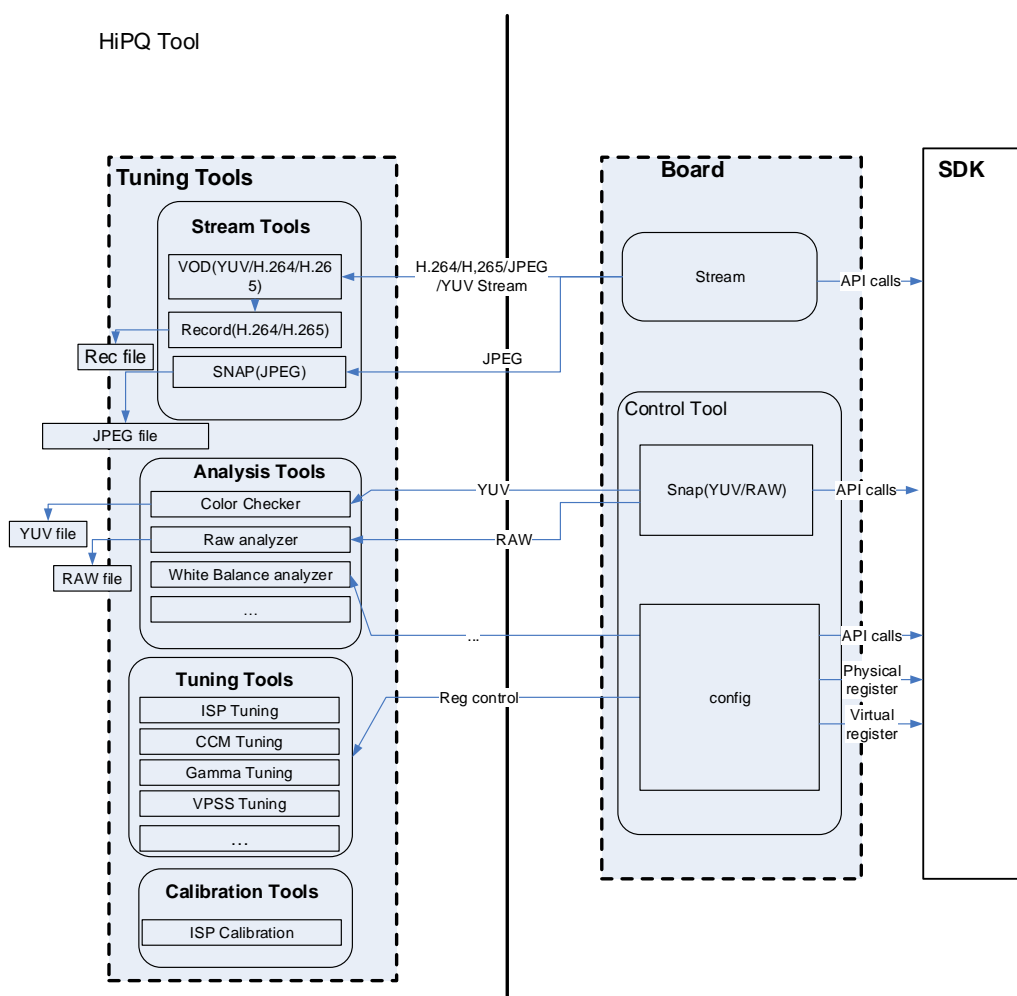 HiPQ Tool
Tuning Tools
Stream Tools
VOD(YUV/H.264/H.26
5)
Record(H.264/H.265)
Rec file
SNAP(JPEG)
JPEG file
Analysis Tools
Color Checker
YUV file
Raw analyzer
RAW file
White Balance analyzer
...
Tuning Tools
ISP Tuning
CCM Tuning
Gamma Tuning
VPSS Tuning
...
Calibration Tools
ISP Calibration
H.264/H,265/JPEG
/YUV Stream
JPEG
YUV
RAW
...
Reg control
Board
Stream
Control Tool
Snap(YUV/RAW)
config
API calls
API calls
API calls
Physical
register
Virtual
register
SDK